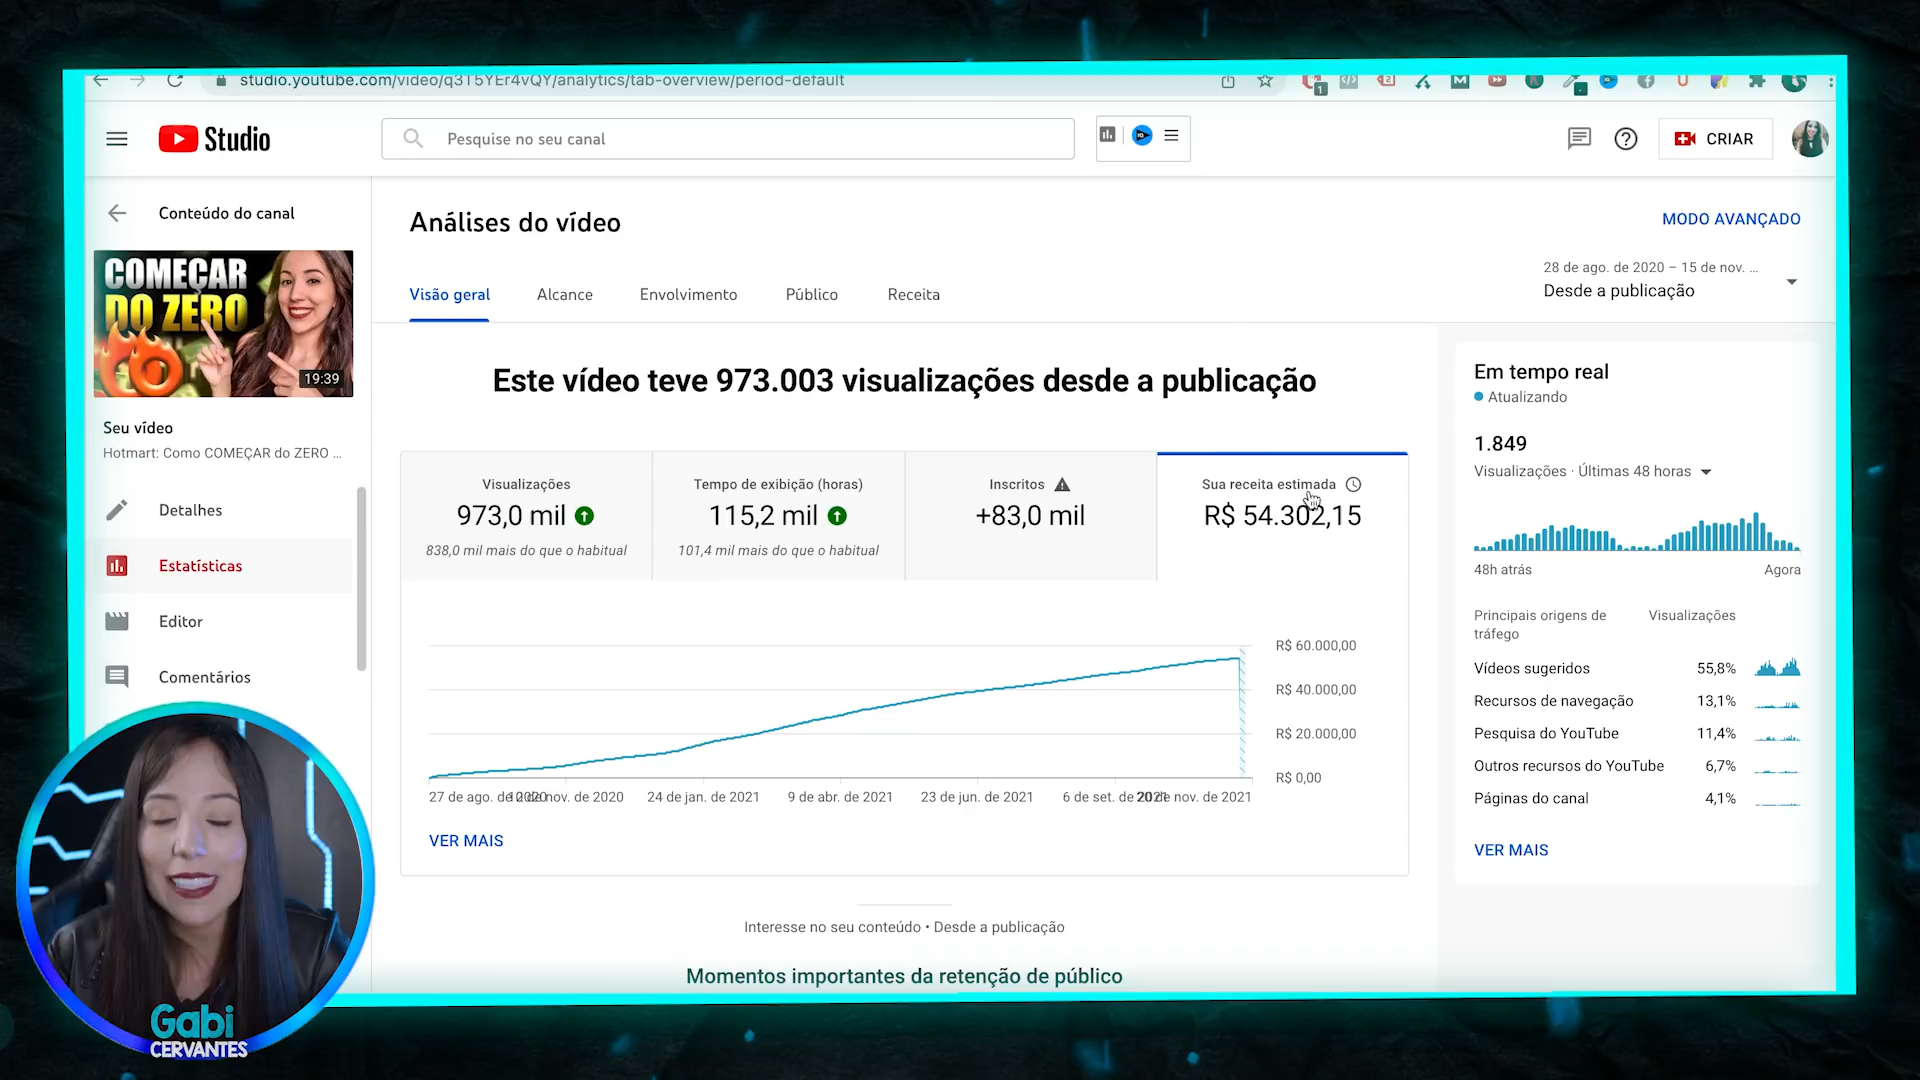 studio.youtube.com/video/q3T5YEr4vQY/analytics/tab-overview/period-default
Studio
Pesquise no seu canal
CRIAR
Conteúdo do canal
COMEÇAR
DO ZERO
19:39
Seu vídeo
Hotmart: Como COMEÇAR do ZERO ...
Detalhes
Estatísticas
Editor
Comentários
Análises do vídeo
MODO AVANÇADO
28 de ago. de 2020 – 15 de nov. ...
Desde a publicação
Visão geral
Alcance
Envolvimento
Público
Receita
Este vídeo teve 973.003 visualizações desde a publicação
Visualizações
973,0 mil
838,0 mil mais do que o habitual
Tempo de exibição (horas)
115,2 mil
101,4 mil mais do que o habitual
Inscritos
+83,0 mil
Sua receita estimada
R$ 54.302,15
R$ 60.000,00
R$ 40.000,00
R$ 20.000,00
R$ 0,00
27 de ago. de 2020
nov. de 2020
24 de jan. de 2021
9 de abr. de 2021
23 de jun. de 2021
6 de set. de 2021
de nov. de 2021
VER MAIS
Interesse no seu conteúdo • Desde a publicação
Momentos importantes da retenção de público
Em tempo real
Atualizando
1.849
Visualizações · Últimas 48 horas
48h atrás
Agora
Principais origens de
tráfego
Visualizações
Vídeos sugeridos 55,8%
Recursos de navegação 13,1%
Pesquisa do YouTube 11,4%
Outros recursos do YouTube 6,7%
Páginas do canal 4,1%
VER MAIS
Gabi
CERVANTES